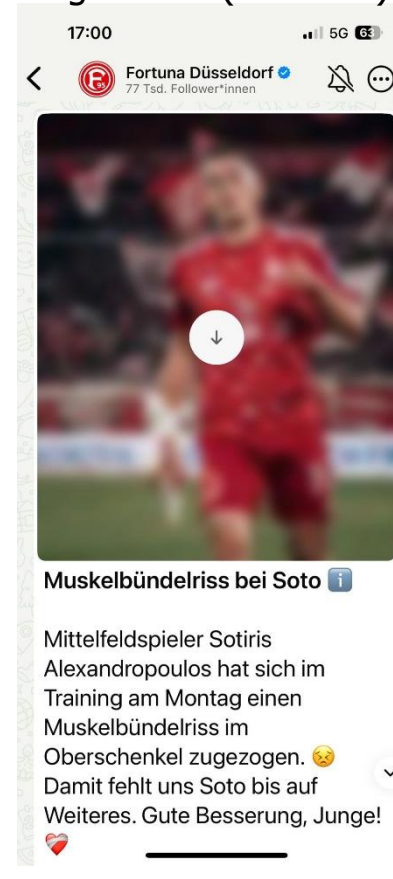 17:00
5G 63
Fortuna Düsseldorf
77 Tsd. Follower*innen
Muskelbündelriss bei Soto ℹ️
Mittelfeldspieler Sotiris
Alexandropoulos hat sich im
Training am Montag einen
Muskelbündelriss im
Oberschenkel zugezogen. 😣
Damit fehlt uns Soto bis auf
Weiteres. Gute Besserung, Junge!
❤️‍🩹